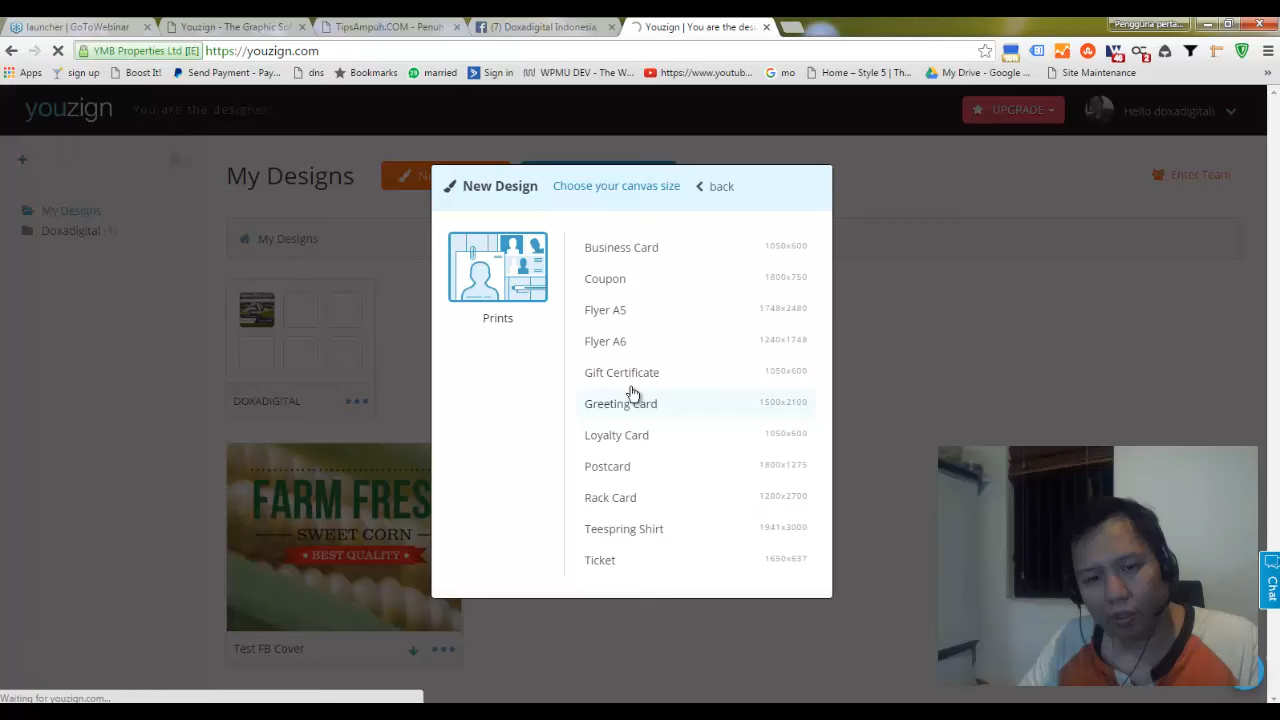 launcher | GoToWebinar
Youzign - The Graphic Sol
TipsAmpuh.COM - Penuh
(7) Doxadigital Indonesia
Youzign | You are the desi
Pengguna perta...
YMB Properties Ltd [IE]
https://youzign.com
Apps
sign up
Boost It!
Send Payment - Pay...
dns
Bookmarks
married
Sign in
WPMU DEV - The W...
https://www.youtub...
mo
Home – Style 5 | Th...
My Drive - Google ...
Site Maintenance
»
youzign
You are the designer
UPGRADE
Hello doxadigital!
My Designs
Enter Team
My Designs
Doxadigital (1)
My Designs
DOXADIGITAL
FARM FRES
SWEET CORN
★ BEST QUALITY ★
Test FB Cover
New Design
Choose your canvas size
back
Prints
Business Card 1050x600
Coupon 1800x750
Flyer A5 1748x2480
Flyer A6 1240x1748
Gift Certificate 1050x600
Greeting Card 1500x2100
Loyalty Card 1050x600
Postcard 1800x1275
Rack Card 1200x2700
Teespring Shirt 1941x3000
Ticket 1650x637
Chat
Waiting for youzign.com...